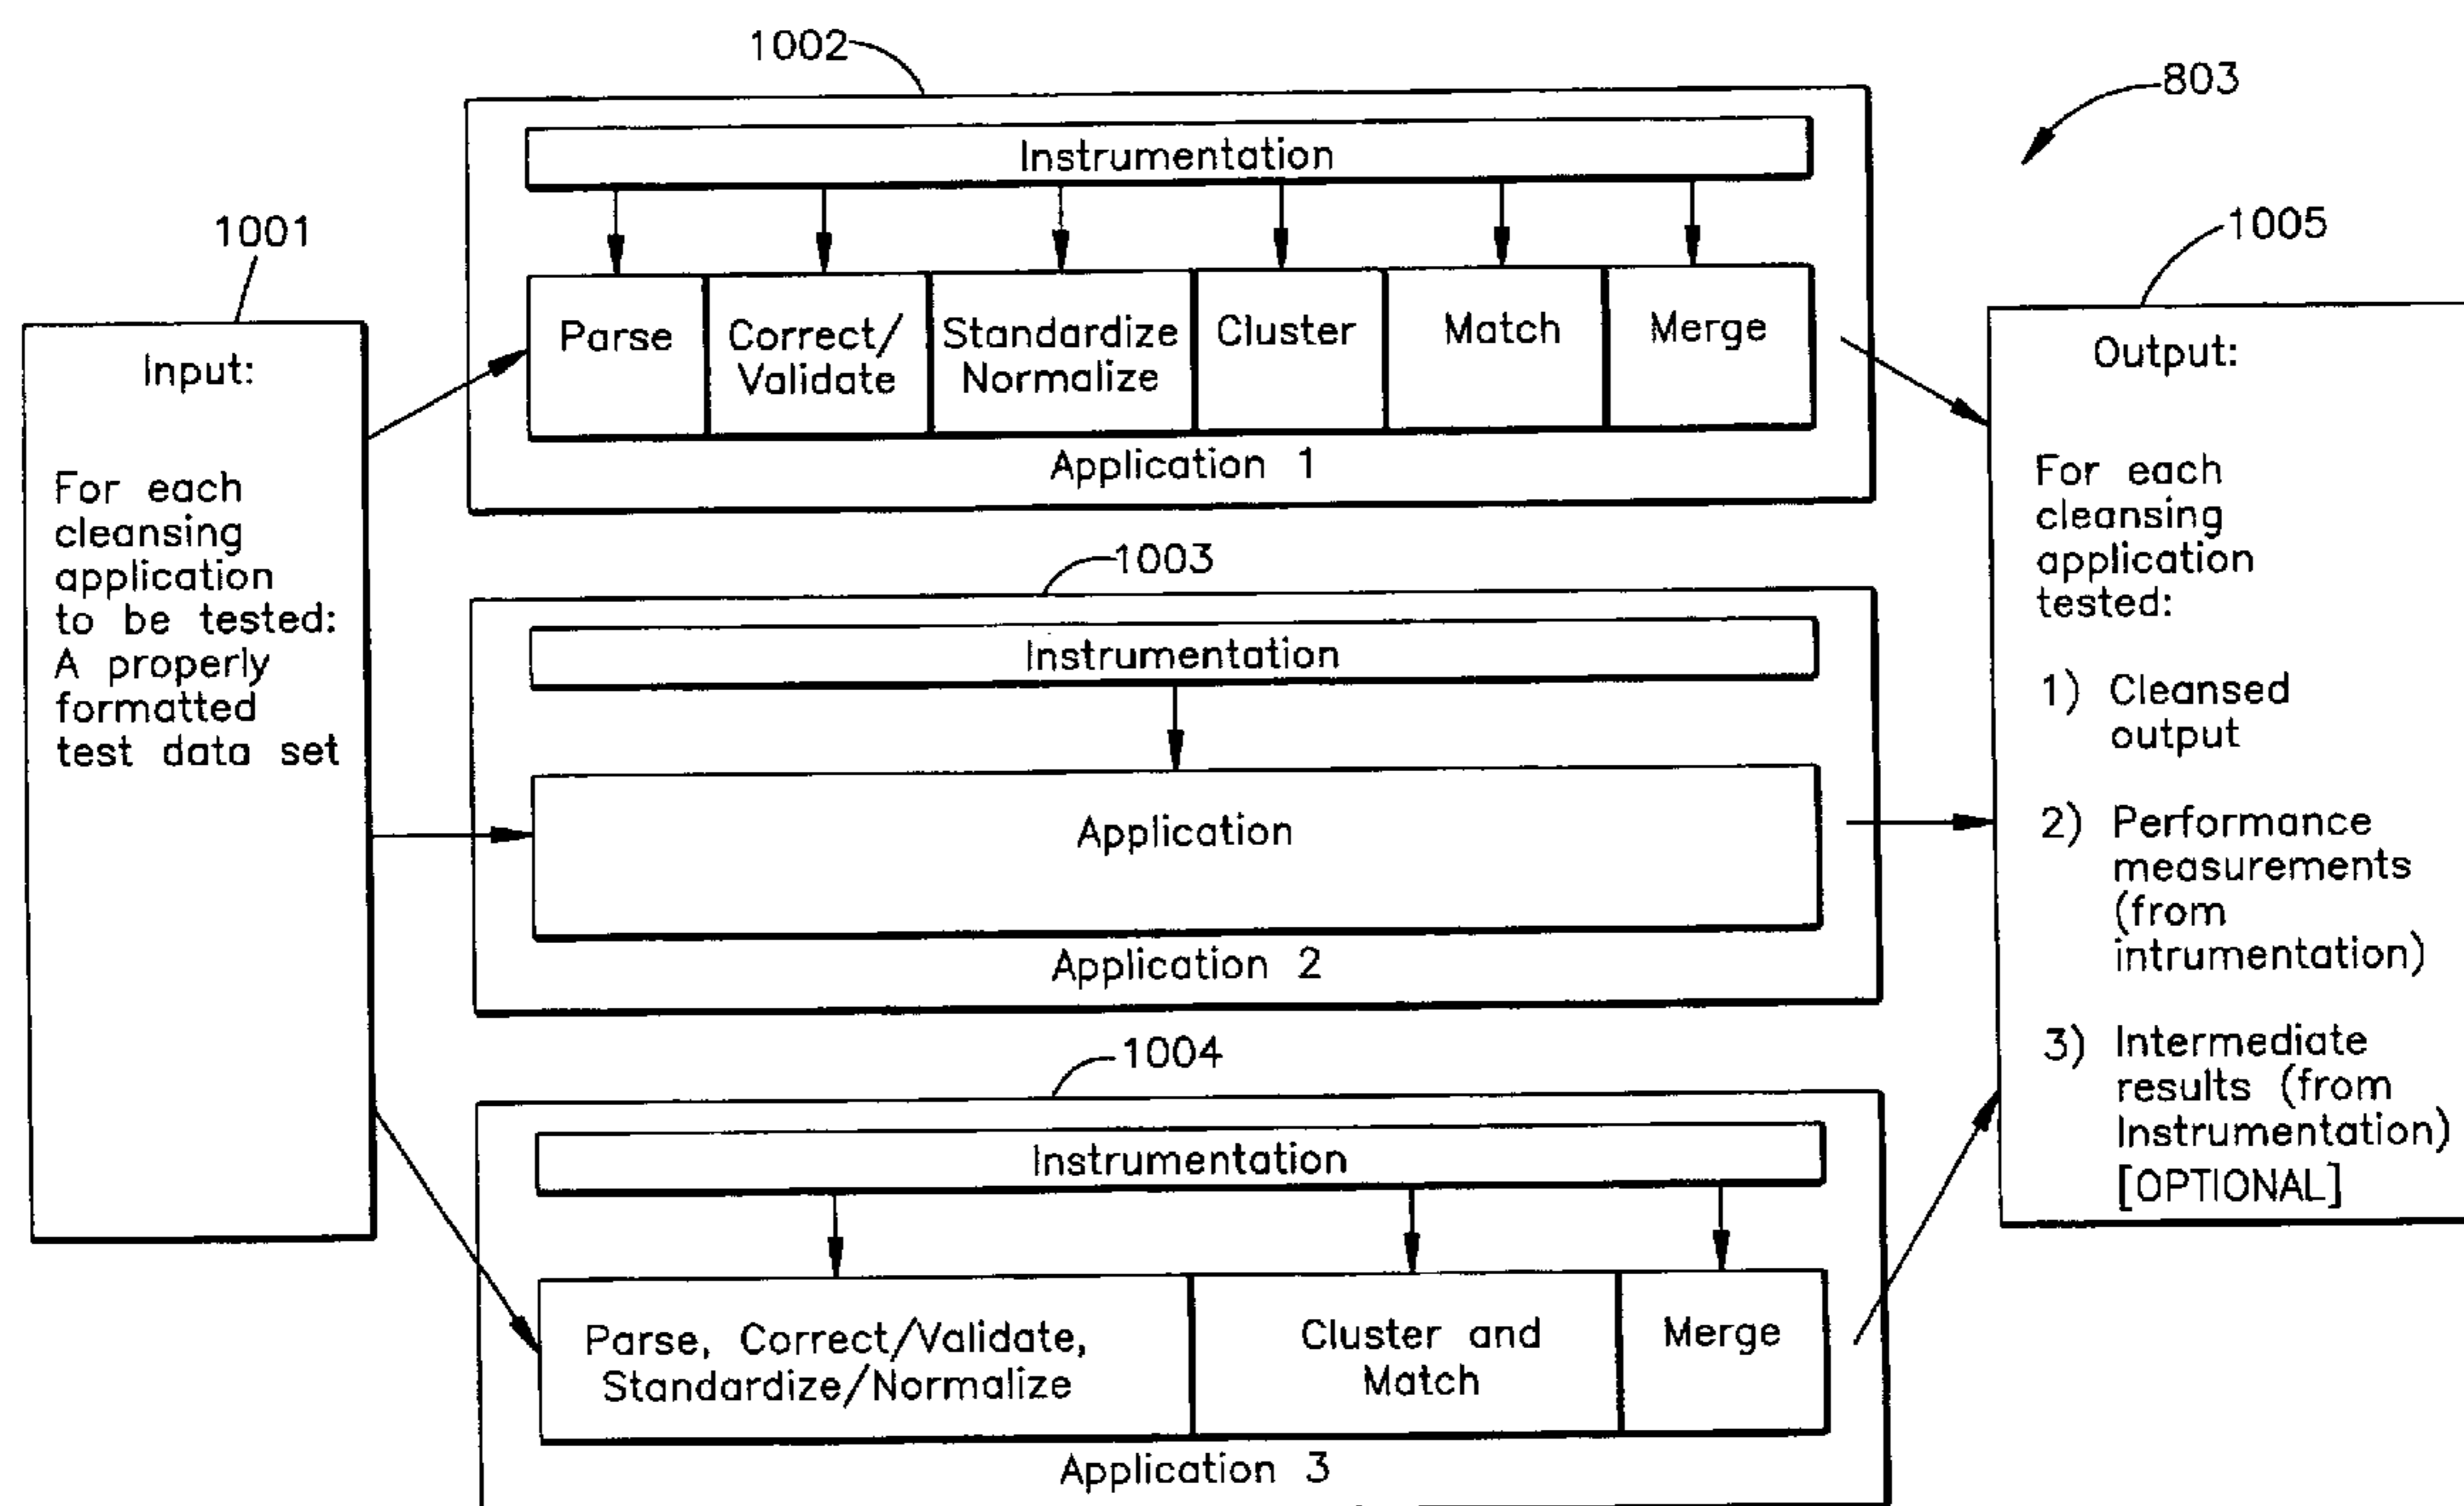 1002
803
Instrumentation
1001
1005
Parse
Correct/
Validate
Standardize
Normalize
Cluster
Match
Merge
Application 1
Input:
For each
cleansing
application
to be tested:
A properly
formatted
test data set
1003
Instrumentation
Application
Application 2
1004
Instrumentation
Parse, Correct/Validate,
Standardize/Normalize
Cluster and
Match
Merge
Application 3
Output:
For each
cleansing
application
tested:
1) Cleansed
output
2) Performance
measurements
(from
intrumentation)
3) Intermediate
results (from
Instrumentation)
[OPTIONAL]